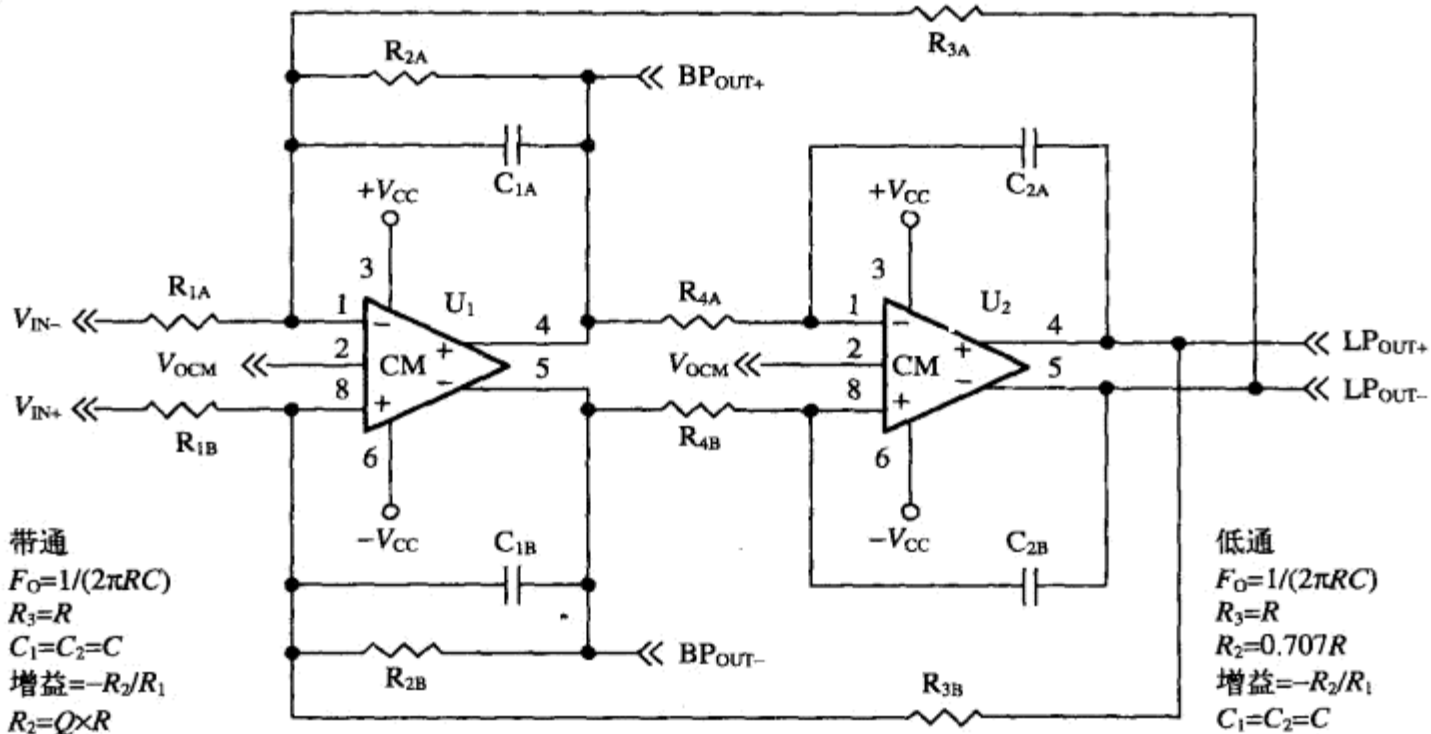 R3A
R2A
BPOUT+
C1A
C2A
+VCC
+VCC
3
3
R1A
U1
R4A
U2
VIN−
1
−
4
1
−
4
LPOUT+
VOCM
2
CM
+
−
5
VOCM
2
CM
+
−
5
LPOUT−
VIN+
8
+
8
+
R1B
R4B
6
6
−VCC
−VCC
C1B
C2B
R2B
BPOUT−
R3B
带通
FO=1/(2πRC)
R3=R
C1=C2=C
增益=−R2/R1
R2=Q×R
低通
FO=1/(2πRC)
R3=R
R2=0.707R
增益=−R2/R1
C1=C2=C